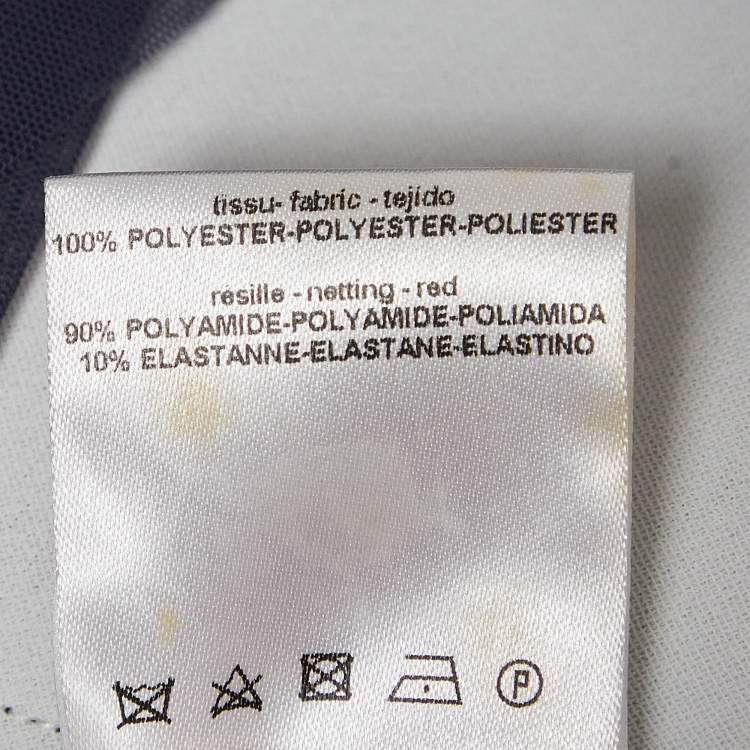 tissu- fabric - tejido
100% POLYESTER-POLYESTER-POLIESTER
résille - netting - red
90% POLYAMIDE-POLYAMIDE-POLIAMIDA
10% ELASTANNE-ELASTANE-ELASTINO
P